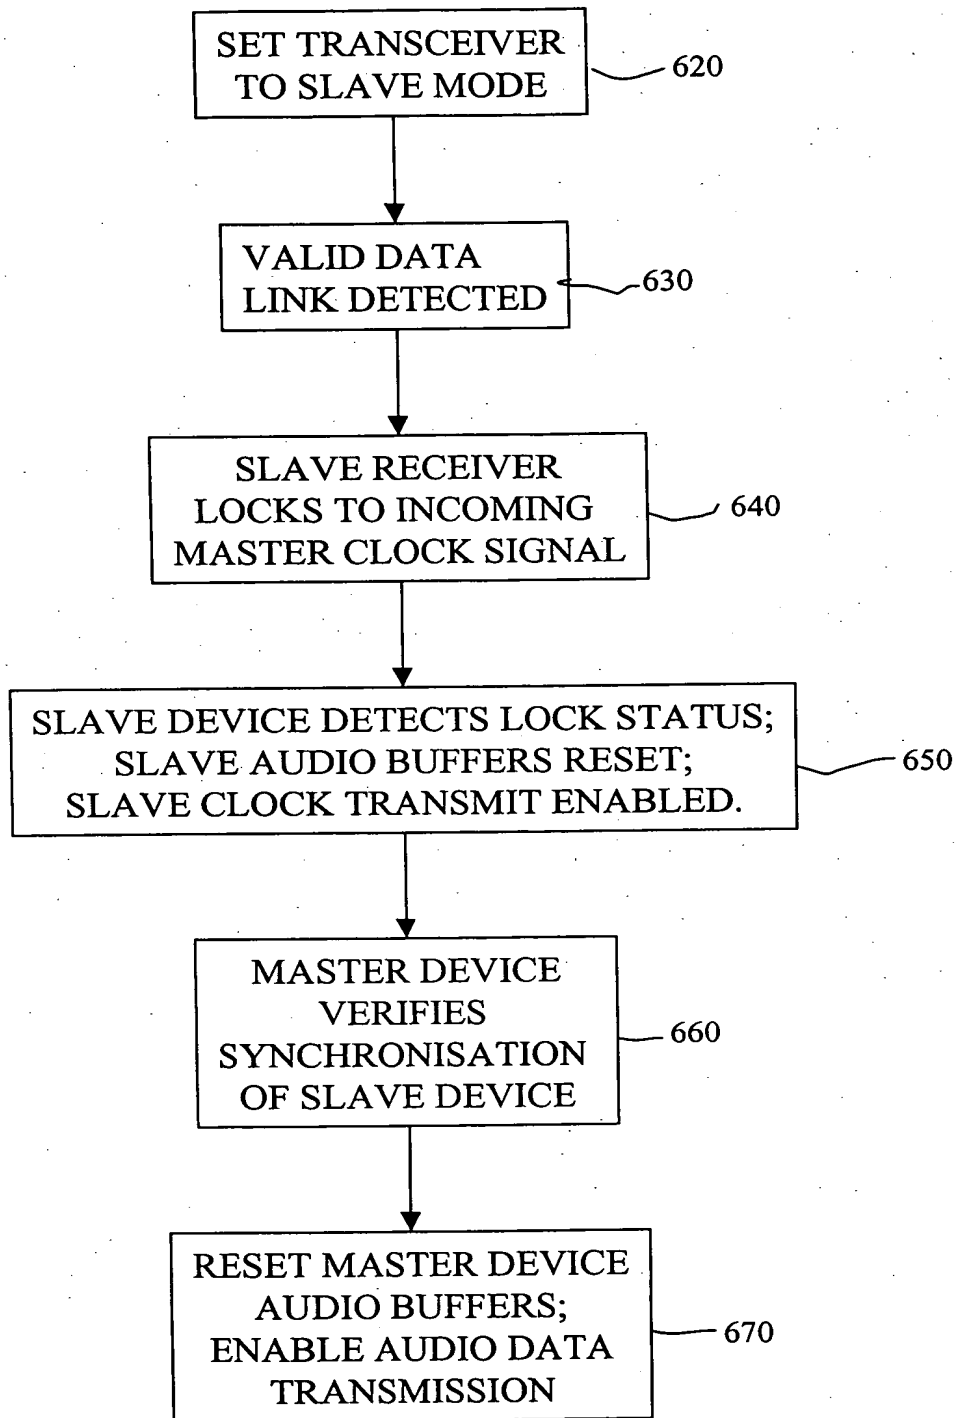 SET TRANSCEIVER
TO SLAVE MODE
620
VALID DATA
LINK DETECTED
630
SLAVE RECEIVER
LOCKS TO INCOMING
MASTER CLOCK SIGNAL
640
SLAVE DEVICE DETECTS LOCK STATUS;
SLAVE AUDIO BUFFERS RESET;
SLAVE CLOCK TRANSMIT ENABLED.
650
MASTER DEVICE
VERIFIES
SYNCHRONISATION
OF SLAVE DEVICE
660
RESET MASTER DEVICE
AUDIO BUFFERS;
ENABLE AUDIO DATA
TRANSMISSION
670